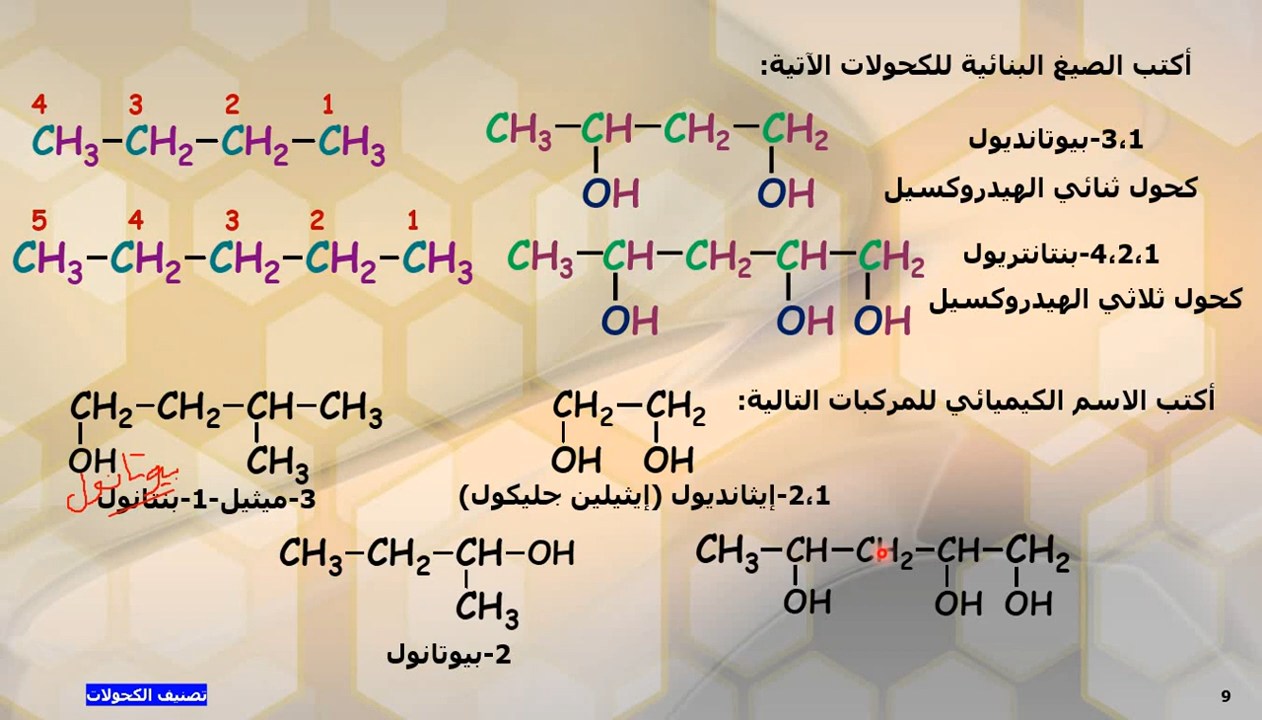 أكتب الصيغ البنائية للكحولات الآتية:
3،1-بيوتانديول
كحول ثنائي الهيدروكسيل
CH₃–CH–CH₂–CH₂
OH OH
4 3 2 1
CH₃–CH₂–CH₂–CH₃
4،2،1-بنتانتريول
كحول ثلاثي الهيدروكسيل
CH₃–CH–CH₂–CH–CH₂
OH OH OH
5 4 3 2 1
CH₃–CH₂–CH₂–CH₂–CH₃
أكتب الاسم الكيميائي للمركبات التالية:
CH₂–CH₂
OH OH
2،1-إيثانديول (إيثيلين جليكول)
CH₂–CH₂–CH–CH₃
OH CH₃
بيوتانول
3-ميثيل-1-بنتانول
CH₃–CH–CH₂–CH–CH₂
OH OH OH
CH₃–CH₂–CH–OH
CH₃
2-بيوتانول
تصنيف الكحولات
9